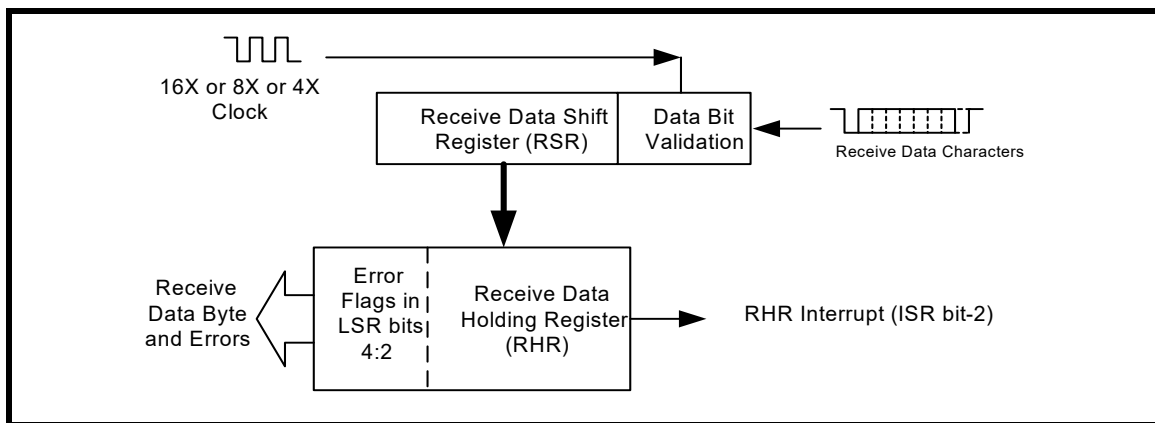 16X or 8X or 4X
Clock
Receive Data Shift
Register (RSR)
Data Bit
Validation
Receive Data Characters
Receive
Data Byte
and Errors
Error
Flags in
LSR bits
4:2
Receive Data
Holding Register
(RHR)
RHR Interrupt (ISR bit-2)